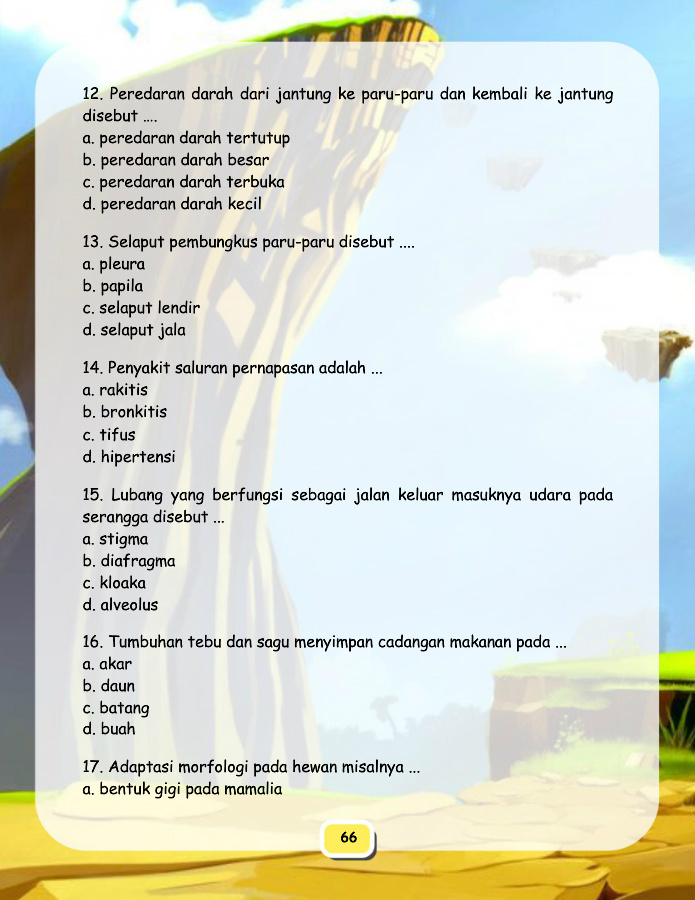 12. Peredaran darah dari jantung ke paru-paru dan kembali ke jantung
disebut ....
a. peredaran darah tertutup
b. peredaran darah besar
c. peredaran darah terbuka
d. peredaran darah kecil
13. Selaput pembungkus paru-paru disebut ....
a. pleura
b. papila
c. selaput lendir
d. selaput jala
14. Penyakit saluran pernapasan adalah ...
a. rakitis
b. bronkitis
c. tifus
d. hipertensi
15. Lubang yang berfungsi sebagai jalan keluar masuknya udara pada
serangga disebut ...
a. stigma
b. diafragma
c. kloaka
d. alveolus
16. Tumbuhan tebu dan sagu menyimpan cadangan makanan pada ...
a. akar
b. daun
c. batang
d. buah
17. Adaptasi morfologi pada hewan misalnya ...
a. bentuk gigi pada mamalia
66